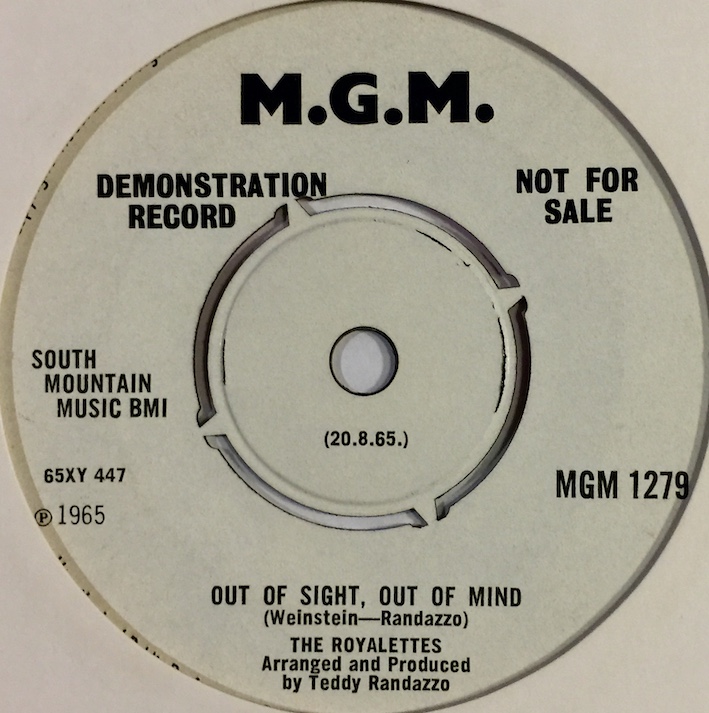 M.G.M.
DEMONSTRATION
RECORD
NOT FOR
SALE
SOUTH
MOUNTAIN
MUSIC BMI
(20.8.65.)
65XY 447
MGM 1279
℗ 1965
OUT OF SIGHT, OUT OF MIND
(Weinstein—Randazzo)
THE ROYALETTES
Arranged and Produced
by Teddy Randazzo